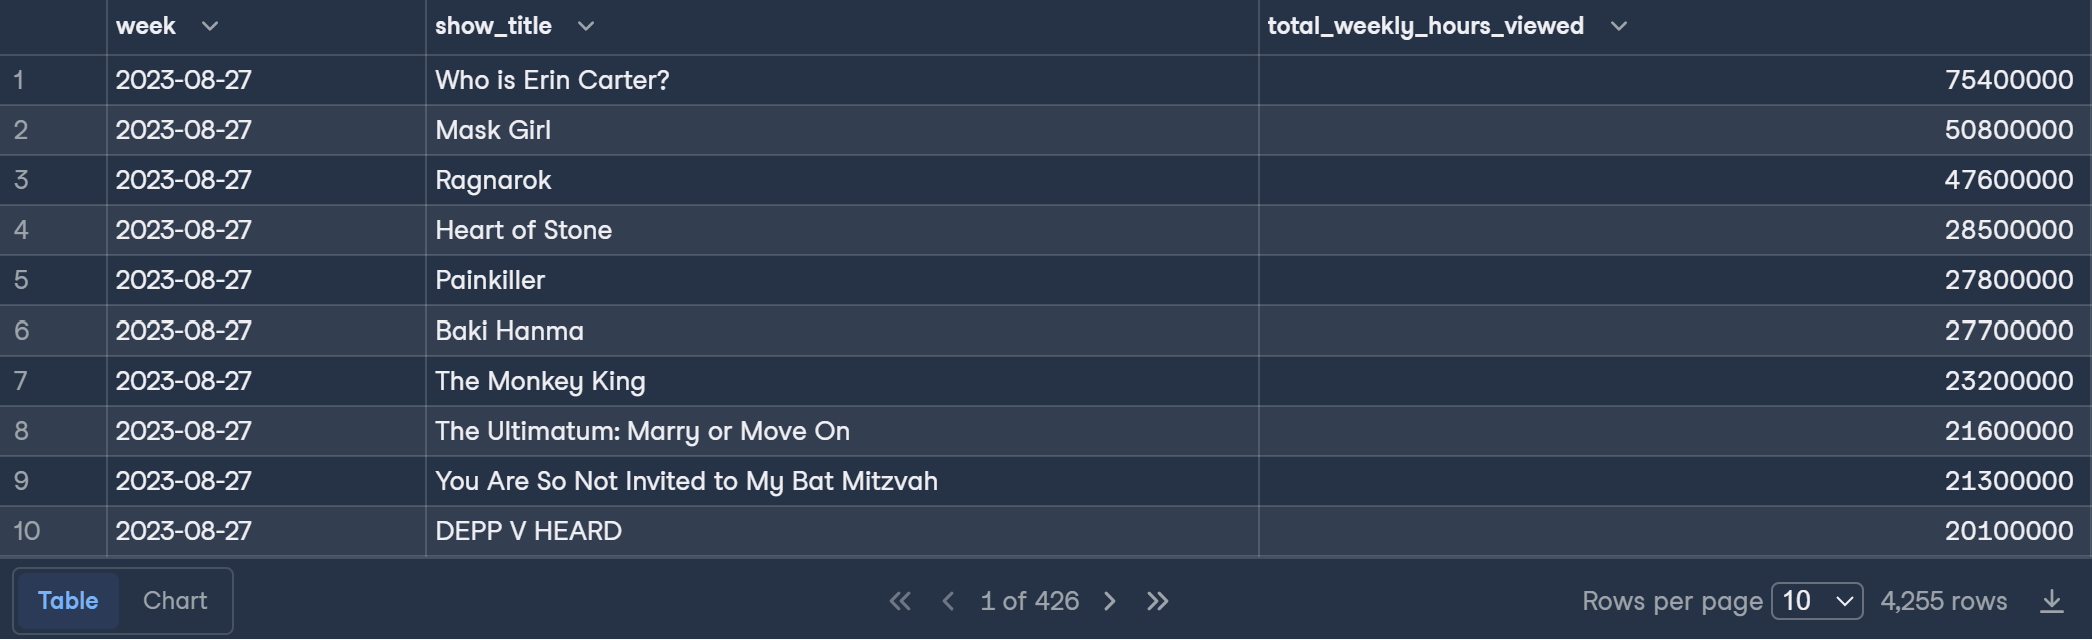 week show_title total_weekly_hours_viewed
1 2023-08-27 Who is Erin Carter? 75400000
2 2023-08-27 Mask Girl 50800000
3 2023-08-27 Ragnarok 47600000
4 2023-08-27 Heart of Stone 28500000
5 2023-08-27 Painkiller 27800000
6 2023-08-27 Baki Hanma 27700000
7 2023-08-27 The Monkey King 23200000
8 2023-08-27 The Ultimatum: Marry or Move On 21600000
9 2023-08-27 You Are So Not Invited to My Bat Mitzvah 21300000
10 2023-08-27 DEPP V HEARD 20100000
Table Chart 1 of 426 Rows per page 10 4,255 rows